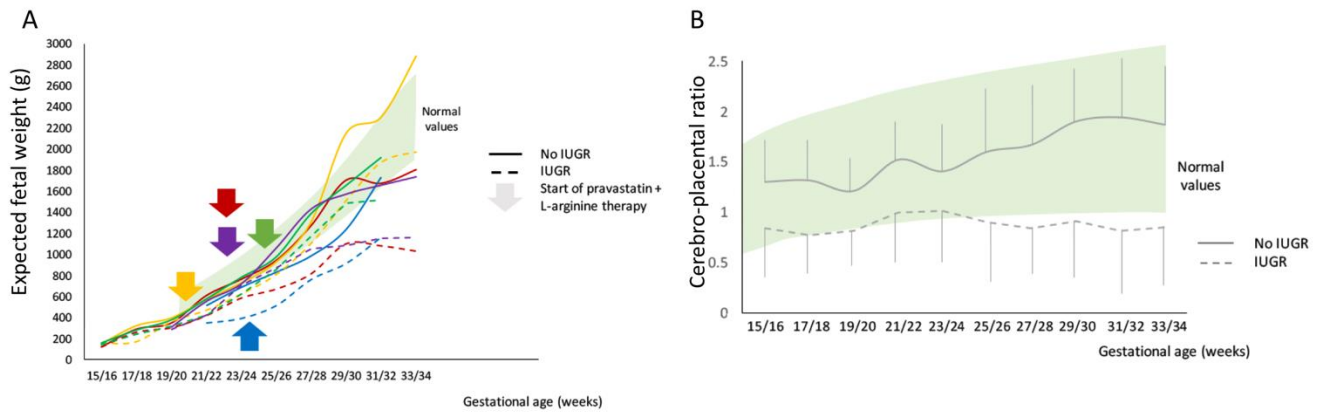 A
Expected fetal weight (g)
3000
2800
2600
2400
2200
2000
1800
1600
1400
1200
1000
800
600
400
200
0
15/16 17/18 19/20 21/22 23/24 25/26 27/28 29/30 31/32 33/34
Gestational age (weeks)
Normal
values
No IUGR
IUGR
Start of pravastatin +
L-arginine therapy
B
Cerebro-placental ratio
2.5
2
1.5
1
0.5
0
15/16 17/18 19/20 21/22 23/24 25/26 27/28 29/30 31/32 33/34
Gestational age (weeks)
Normal
values
No IUGR
IUGR